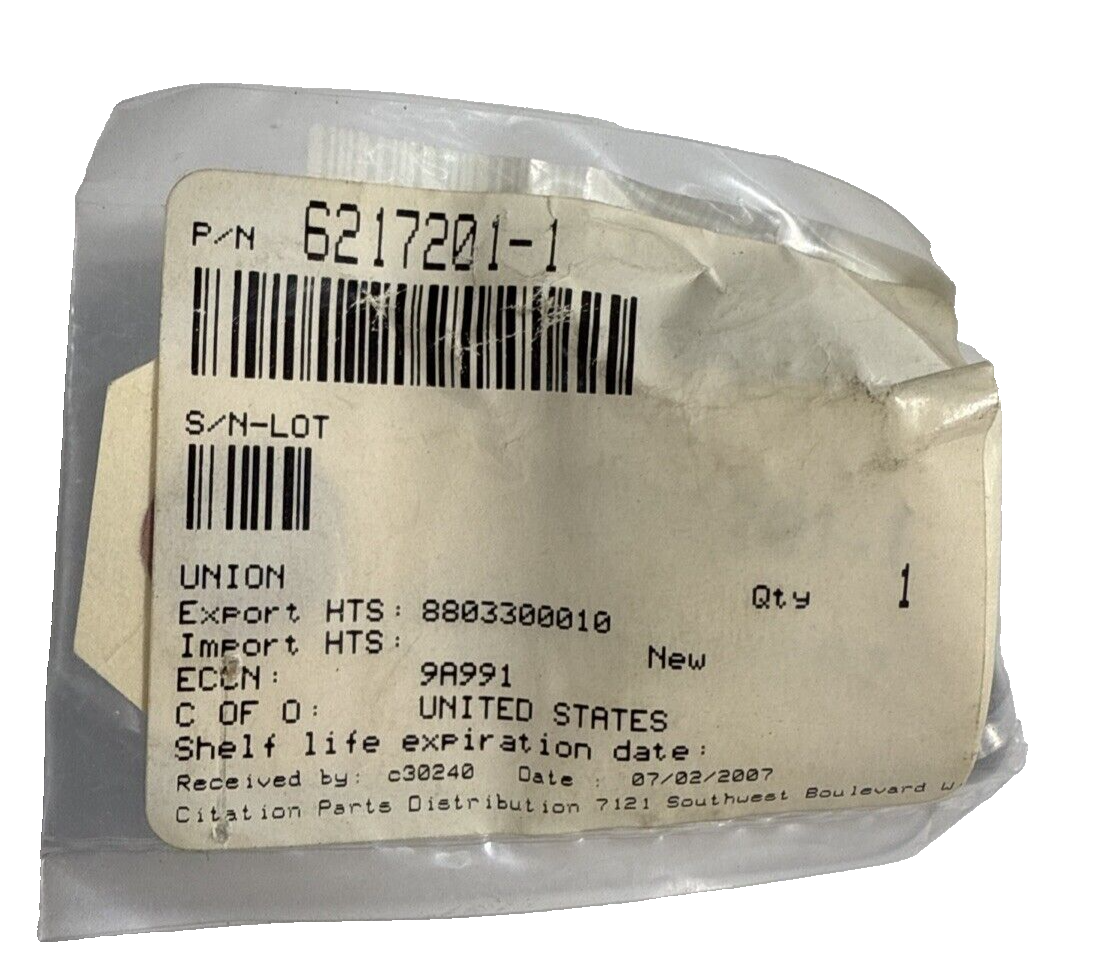 P/N 6217201-1
S/N-LOT
UNION
Qty 1
Export HTS: 8803300010
Import HTS:
New
ECCN: 9A991
C OF O: UNITED STATES
Shelf life expiration date:
Received by: c30240 Date : 07/02/2007
Citation Parts Distribution 7121 Southwest Boulevard W